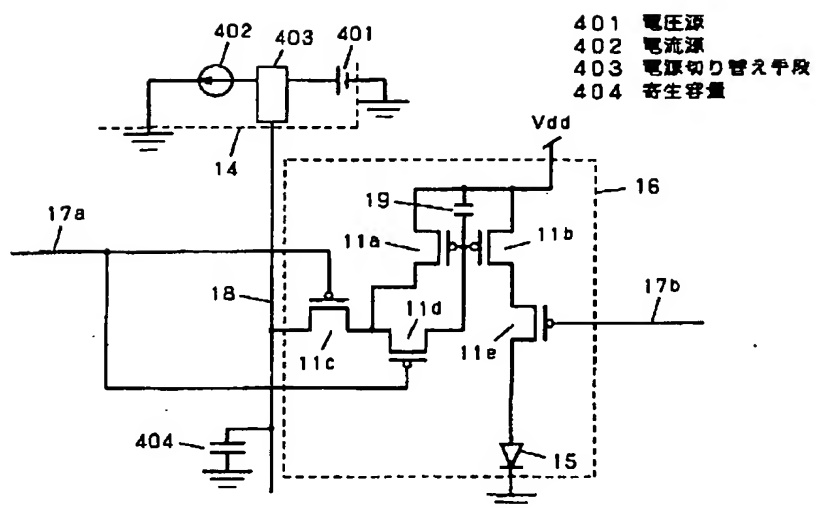 401 電圧源
402 電流源
403 電源切り替え手段
404 寄生容量
402
403
401
14
Vdd
16
17a
19
11a
11b
18
11d
17b
11c
11e
404
15